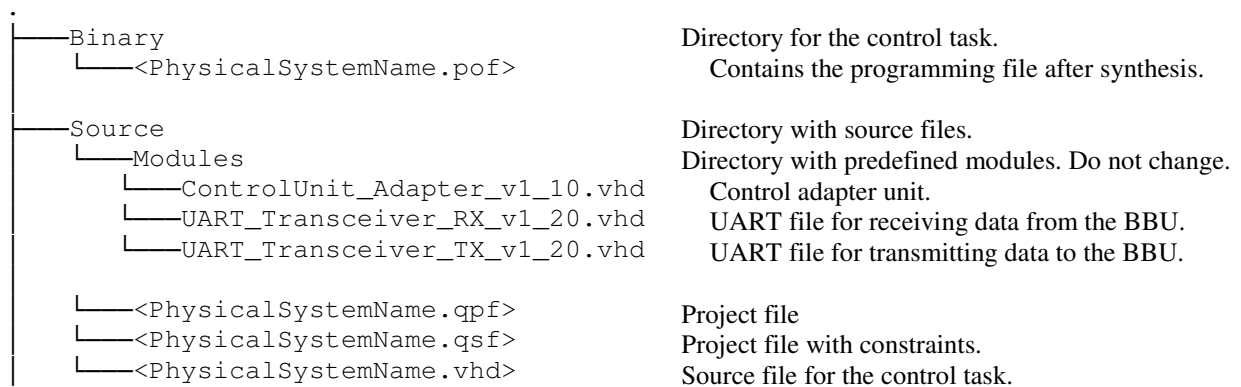 .
├───Binary Directory for the control task.
│ └───<PhysicalSystemName.pof> Contains the programming file after synthesis.
│
├───Source Directory with source files.
│ └───Modules Directory with predefined modules. Do not change.
│ └───ControlUnit_Adapter_v1_10.vhd Control adapter unit.
│ └───UART_Transceiver_RX_v1_20.vhd UART file for receiving data from the BBU.
│ └───UART_Transceiver_TX_v1_20.vhd UART file for transmitting data to the BBU.
│
│ └───<PhysicalSystemName.qpf> Project file
│ └───<PhysicalSystemName.qsf> Project file with constraints.
│ └───<PhysicalSystemName.vhd> Source file for the control task.